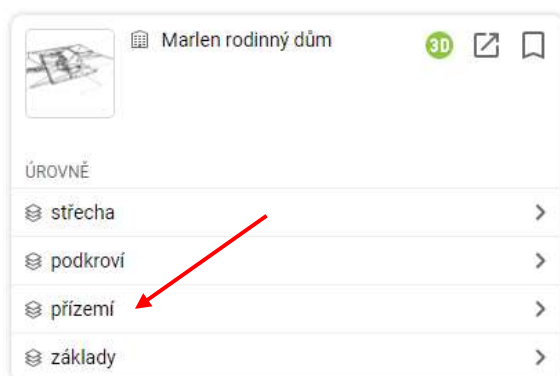 Marlen rodinný dům
3D
ÚROVNĚ
střecha
podkroví
přízemí
základy